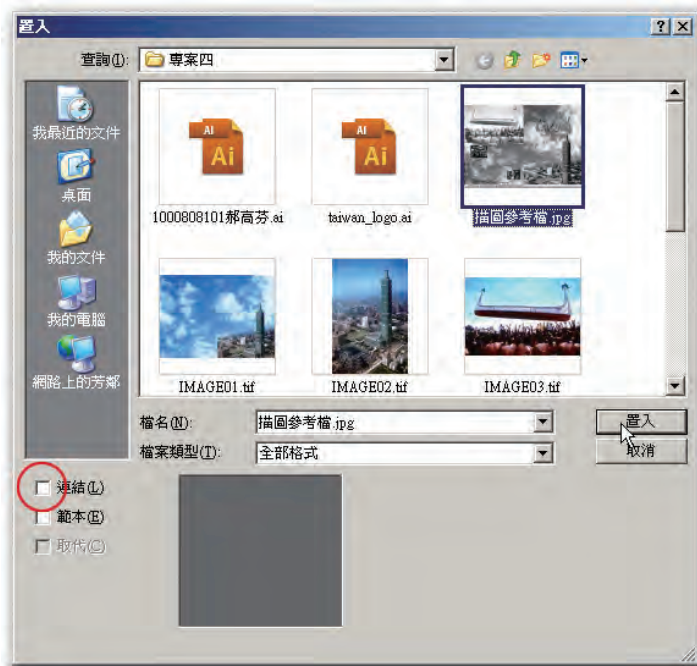 置入
查詢(I): 專案四
我最近的文件
桌面
我的文件
我的電腦
網路上的芳鄰
AI
Ai
AI
Ai
1000808101郝高芬.ai
taiwan_logo.ai
描圖參考檔.jpg
IMAGE01.tif
IMAGE02.tif
IMAGE03.tif
檔名(N): 描圖參考檔.jpg
置入
檔案類型(T): 全部格式
取消
連結(L)
範本(E)
取代(C)